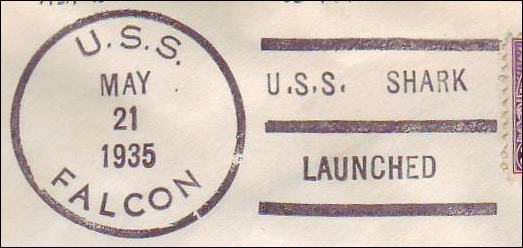 U.S.S.
MAY
21
1935
FALCON
U.S.S. SHARK
LAUNCHED